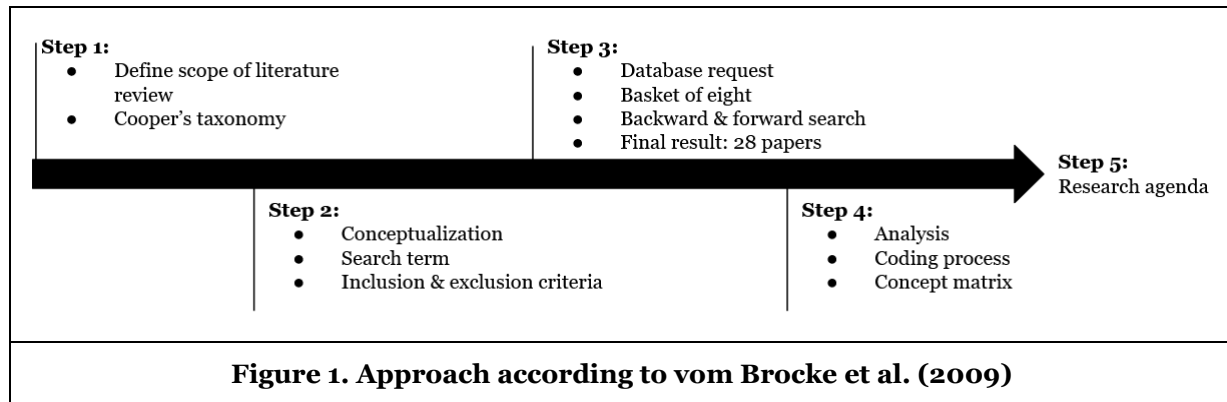 Step 1:
● Define scope of literature
review
● Cooper's taxonomy
Step 2:
● Conceptualization
● Search term
● Inclusion & exclusion criteria
Step 3:
● Database request
● Basket of eight
● Backward & forward search
● Final result: 28 papers
Step 4:
● Analysis
● Coding process
● Concept matrix
Step 5:
Research agenda
Figure 1. Approach according to vom Brocke et al. (2009)